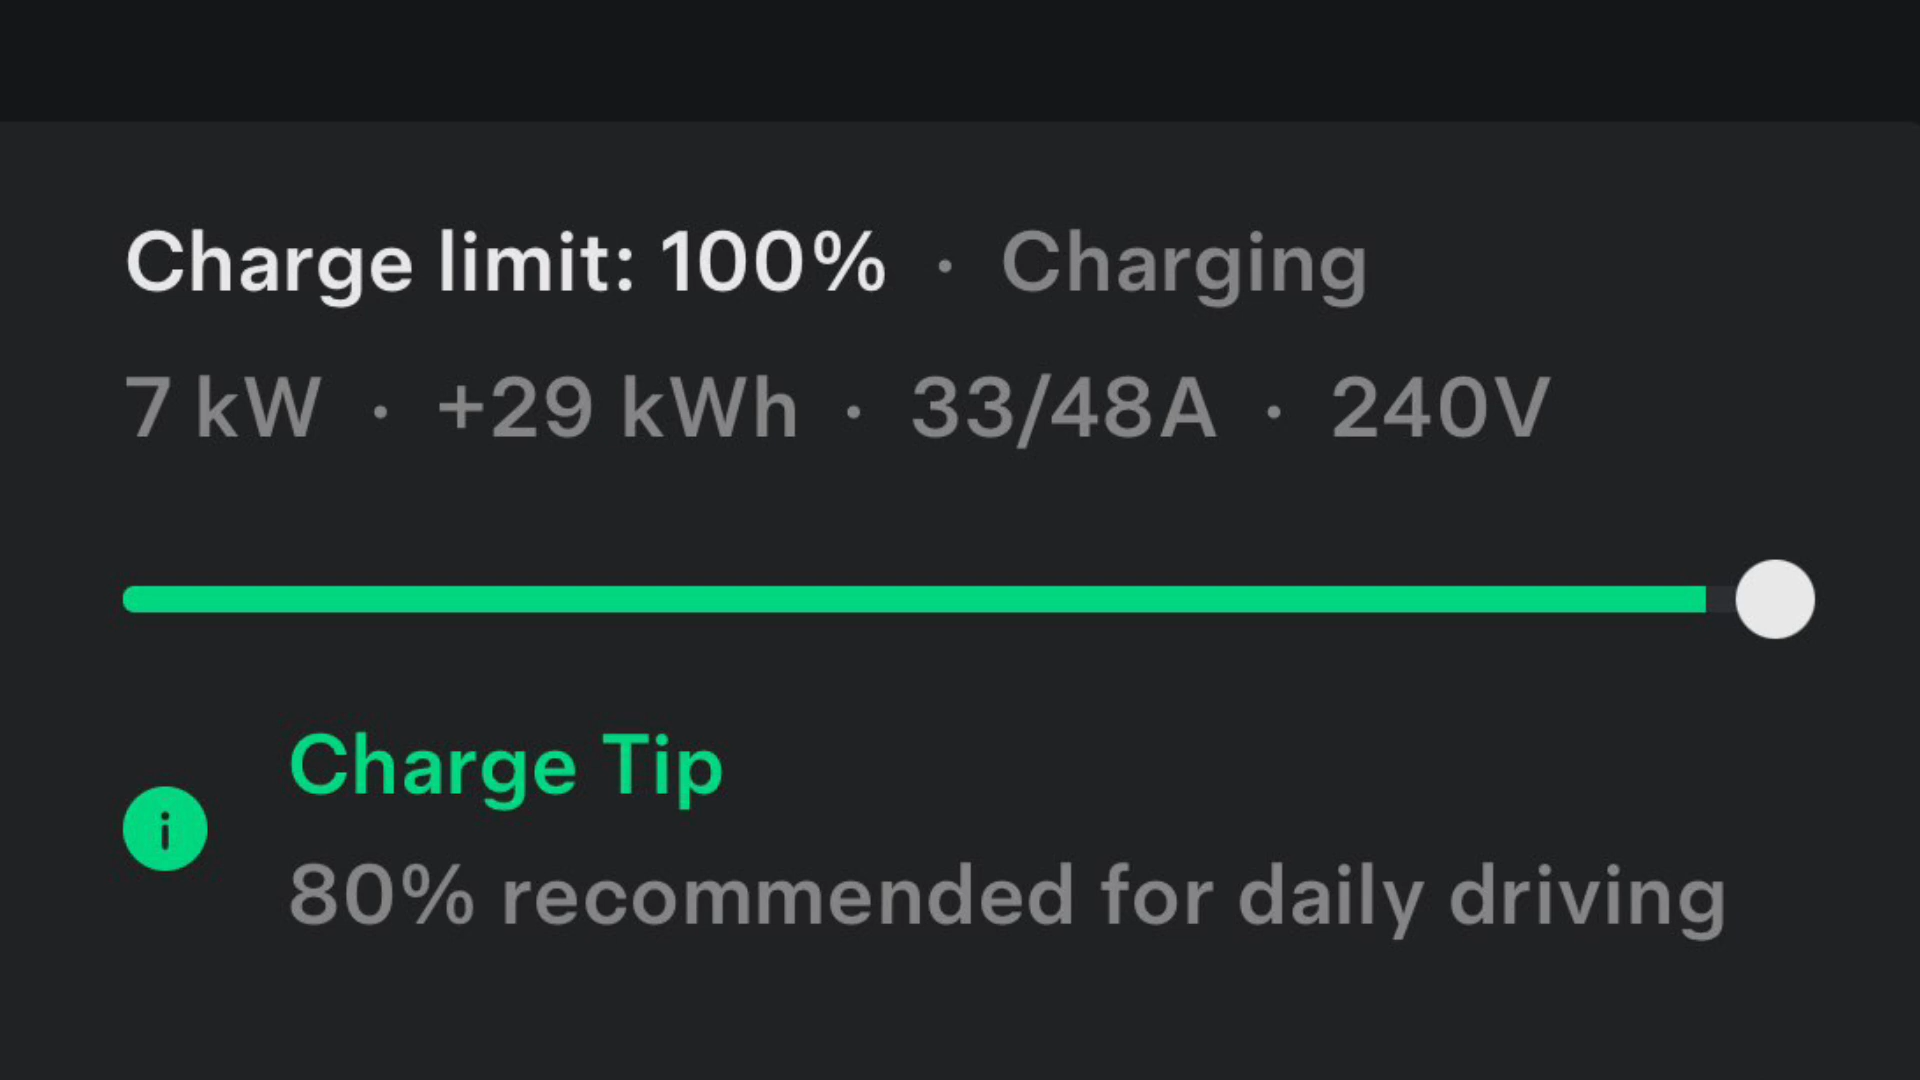 Charge limit: 100% · Charging
7 kW · +29 kWh · 33/48A · 240V
Charge Tip
80% recommended for daily driving